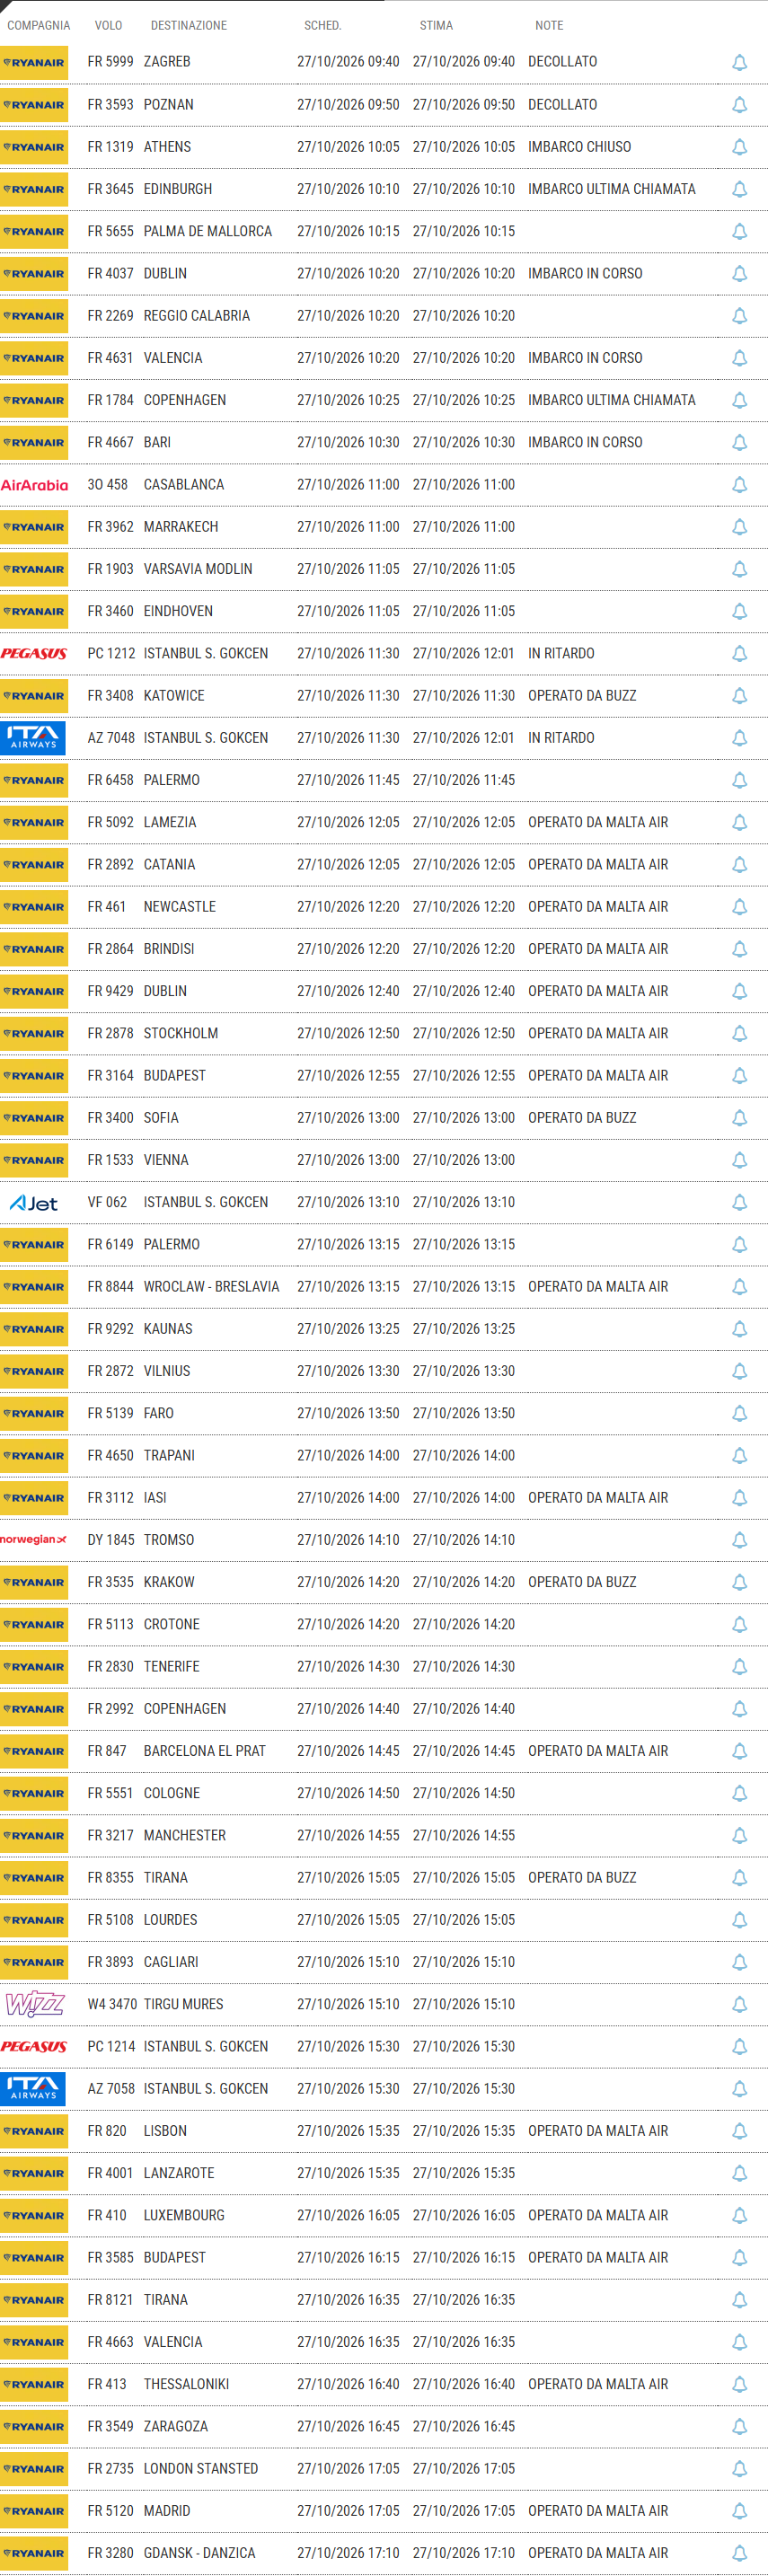 COMPAGNIA VOLO DESTINAZIONE SCHED. STIMA NOTE
RYANAIR FR 5999 ZAGREB 27/10/2026 09:40 27/10/2026 09:40 DECOLLATO
RYANAIR FR 3593 POZNAN 27/10/2026 09:50 27/10/2026 09:50 DECOLLATO
RYANAIR FR 1319 ATHENS 27/10/2026 10:05 27/10/2026 10:05 IMBARCO CHIUSO
RYANAIR FR 3645 EDINBURGH 27/10/2026 10:10 27/10/2026 10:10 IMBARCO ULTIMA CHIAMATA
RYANAIR FR 5655 PALMA DE MALLORCA 27/10/2026 10:15 27/10/2026 10:15
RYANAIR FR 4037 DUBLIN 27/10/2026 10:20 27/10/2026 10:20 IMBARCO IN CORSO
RYANAIR FR 2269 REGGIO CALABRIA 27/10/2026 10:20 27/10/2026 10:20
RYANAIR FR 4631 VALENCIA 27/10/2026 10:20 27/10/2026 10:20 IMBARCO IN CORSO
RYANAIR FR 1784 COPENHAGEN 27/10/2026 10:25 27/10/2026 10:25 IMBARCO ULTIMA CHIAMATA
RYANAIR FR 4667 BARI 27/10/2026 10:30 27/10/2026 10:30 IMBARCO IN CORSO
AirArabia 3O 458 CASABLANCA 27/10/2026 11:00 27/10/2026 11:00
RYANAIR FR 3962 MARRAKECH 27/10/2026 11:00 27/10/2026 11:00
RYANAIR FR 1903 VARSAVIA MODLIN 27/10/2026 11:05 27/10/2026 11:05
RYANAIR FR 3460 EINDHOVEN 27/10/2026 11:05 27/10/2026 11:05
PEGASUS PC 1212 ISTANBUL S. GOKCEN 27/10/2026 11:30 27/10/2026 12:01 IN RITARDO
RYANAIR FR 3408 KATOWICE 27/10/2026 11:30 27/10/2026 11:30 OPERATO DA BUZZ
ITA AIRWAYS AZ 7048 ISTANBUL S. GOKCEN 27/10/2026 11:30 27/10/2026 12:01 IN RITARDO
RYANAIR FR 6458 PALERMO 27/10/2026 11:45 27/10/2026 11:45
RYANAIR FR 5092 LAMEZIA 27/10/2026 12:05 27/10/2026 12:05 OPERATO DA MALTA AIR
RYANAIR FR 2892 CATANIA 27/10/2026 12:05 27/10/2026 12:05 OPERATO DA MALTA AIR
RYANAIR FR 461 NEWCASTLE 27/10/2026 12:20 27/10/2026 12:20 OPERATO DA MALTA AIR
RYANAIR FR 2864 BRINDISI 27/10/2026 12:20 27/10/2026 12:20 OPERATO DA MALTA AIR
RYANAIR FR 9429 DUBLIN 27/10/2026 12:40 27/10/2026 12:40 OPERATO DA MALTA AIR
RYANAIR FR 2878 STOCKHOLM 27/10/2026 12:50 27/10/2026 12:50 OPERATO DA MALTA AIR
RYANAIR FR 3164 BUDAPEST 27/10/2026 12:55 27/10/2026 12:55 OPERATO DA MALTA AIR
RYANAIR FR 3400 SOFIA 27/10/2026 13:00 27/10/2026 13:00 OPERATO DA BUZZ
RYANAIR FR 1533 VIENNA 27/10/2026 13:00 27/10/2026 13:00
AJet VF 062 ISTANBUL S. GOKCEN 27/10/2026 13:10 27/10/2026 13:10
RYANAIR FR 6149 PALERMO 27/10/2026 13:15 27/10/2026 13:15
RYANAIR FR 8844 WROCLAW - BRESLAVIA 27/10/2026 13:15 27/10/2026 13:15 OPERATO DA MALTA AIR
RYANAIR FR 9292 KAUNAS 27/10/2026 13:25 27/10/2026 13:25
RYANAIR FR 2872 VILNIUS 27/10/2026 13:30 27/10/2026 13:30
RYANAIR FR 5139 FARO 27/10/2026 13:50 27/10/2026 13:50
RYANAIR FR 4650 TRAPANI 27/10/2026 14:00 27/10/2026 14:00
RYANAIR FR 3112 IASI 27/10/2026 14:00 27/10/2026 14:00 OPERATO DA MALTA AIR
norwegian DY 1845 TROMSO 27/10/2026 14:10 27/10/2026 14:10
RYANAIR FR 3535 KRAKOW 27/10/2026 14:20 27/10/2026 14:20 OPERATO DA BUZZ
RYANAIR FR 5113 CROTONE 27/10/2026 14:20 27/10/2026 14:20
RYANAIR FR 2830 TENERIFE 27/10/2026 14:30 27/10/2026 14:30
RYANAIR FR 2992 COPENHAGEN 27/10/2026 14:40 27/10/2026 14:40
RYANAIR FR 847 BARCELONA EL PRAT 27/10/2026 14:45 27/10/2026 14:45 OPERATO DA MALTA AIR
RYANAIR FR 5551 COLOGNE 27/10/2026 14:50 27/10/2026 14:50
RYANAIR FR 3217 MANCHESTER 27/10/2026 14:55 27/10/2026 14:55
RYANAIR FR 8355 TIRANA 27/10/2026 15:05 27/10/2026 15:05 OPERATO DA BUZZ
RYANAIR FR 5108 LOURDES 27/10/2026 15:05 27/10/2026 15:05
RYANAIR FR 3893 CAGLIARI 27/10/2026 15:10 27/10/2026 15:10
WIZZ W4 3470 TIRGU MURES 27/10/2026 15:10 27/10/2026 15:10
PEGASUS PC 1214 ISTANBUL S. GOKCEN 27/10/2026 15:30 27/10/2026 15:30
ITA AIRWAYS AZ 7058 ISTANBUL S. GOKCEN 27/10/2026 15:30 27/10/2026 15:30
RYANAIR FR 820 LISBON 27/10/2026 15:35 27/10/2026 15:35 OPERATO DA MALTA AIR
RYANAIR FR 4001 LANZAROTE 27/10/2026 15:35 27/10/2026 15:35
RYANAIR FR 410 LUXEMBOURG 27/10/2026 16:05 27/10/2026 16:05 OPERATO DA MALTA AIR
RYANAIR FR 3585 BUDAPEST 27/10/2026 16:15 27/10/2026 16:15 OPERATO DA MALTA AIR
RYANAIR FR 8121 TIRANA 27/10/2026 16:35 27/10/2026 16:35
RYANAIR FR 4663 VALENCIA 27/10/2026 16:35 27/10/2026 16:35
RYANAIR FR 413 THESSALONIKI 27/10/2026 16:40 27/10/2026 16:40 OPERATO DA MALTA AIR
RYANAIR FR 3549 ZARAGOZA 27/10/2026 16:45 27/10/2026 16:45
RYANAIR FR 2735 LONDON STANSTED 27/10/2026 17:05 27/10/2026 17:05
RYANAIR FR 5120 MADRID 27/10/2026 17:05 27/10/2026 17:05 OPERATO DA MALTA AIR
RYANAIR FR 3280 GDANSK - DANZICA 27/10/2026 17:10 27/10/2026 17:10 OPERATO DA MALTA AIR